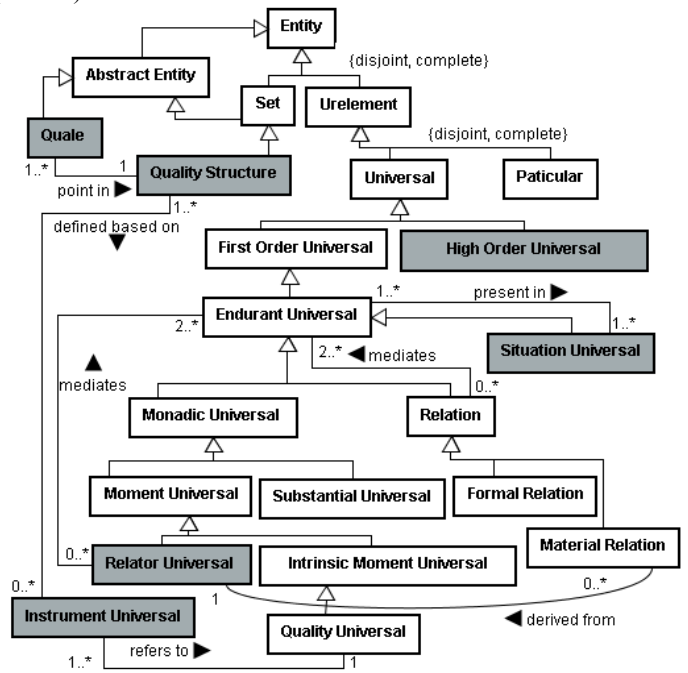 Entity
{disjoint, complete}
Abstract Entity
Set
Urelement
Quale
{disjoint, complete}
1..*
1
Quality Structure
Universal
Paticular
point in ▶
1..*
defined based on
▼
First Order Universal
High Order Universal
1..*
present in ▶
Endurant Universal
2..*
1..*
2..*
◀ mediates
Situation Universal
▲
mediates
0..*
Monadic Universal
Relation
Moment Universal
Substantial Universal
Formal Relation
Material Relation
0..*
Relator Universal
Intrinsic Moment Universal
0..*
1
0..*
Instrument Universal
Quality Universal
◀ derived from
refers to ▶
1..*
1